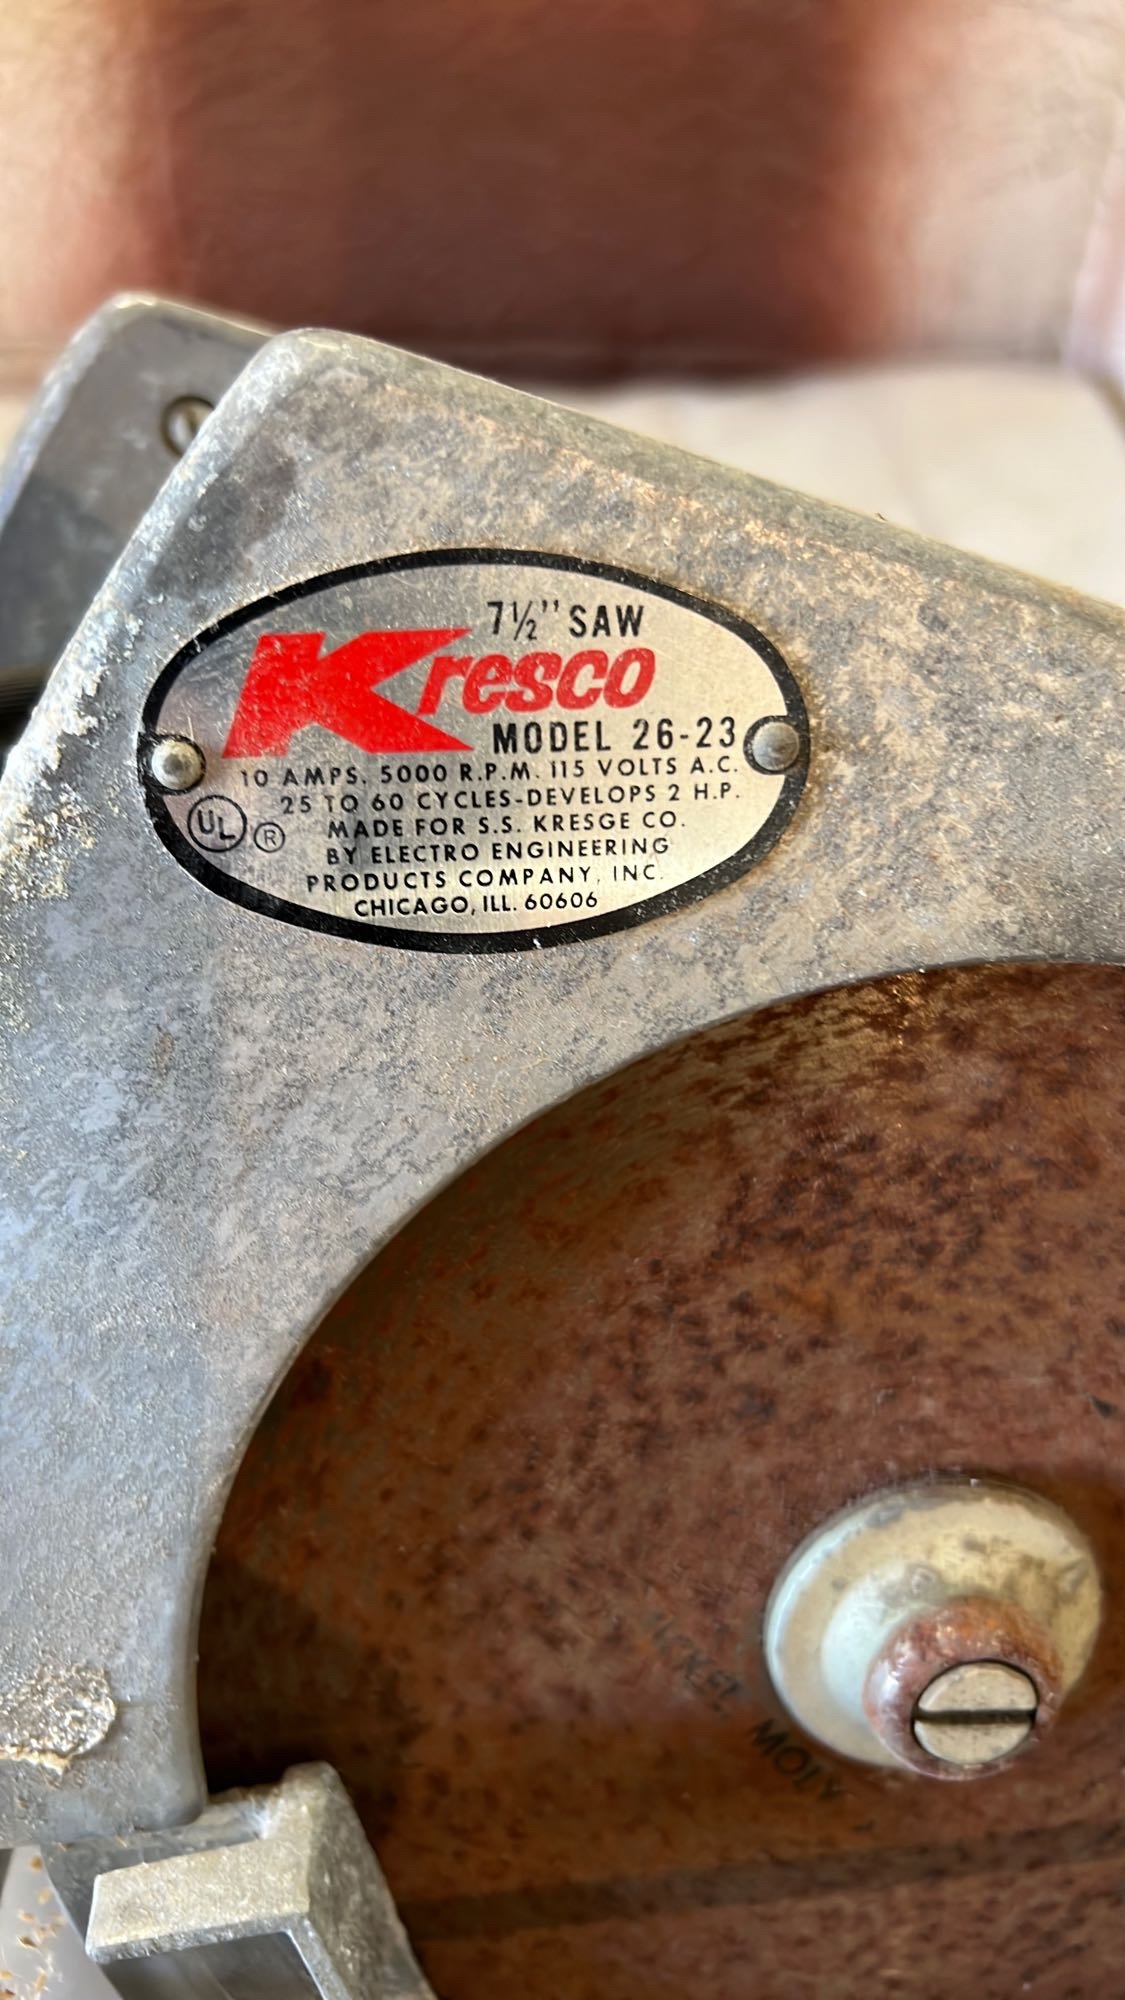 7½" SAW
Kresco
MODEL 26-23
10 AMPS. 5000 R.P.M. 115 VOLTS A.C.
25 TO 60 CYCLES-DEVELOPS 2 H.P.
UL ® MADE FOR S.S. KRESGE CO.
BY ELECTRO ENGINEERING
PRODUCTS COMPANY, INC.
CHICAGO, ILL. 60606
MOLY